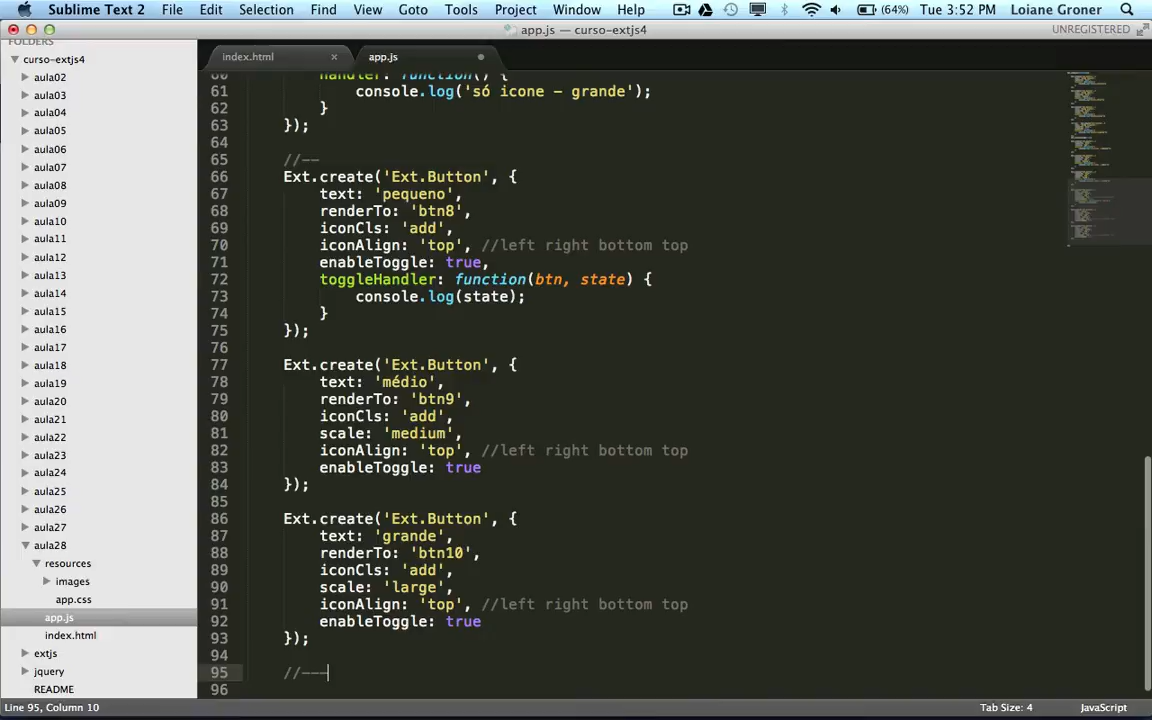 Sublime Text 2 File Edit Selection Find View Goto Tools Project Window Help (64%) Tue 3:52 PM Loiane Groner
app.js — curso-extjs4 UNREGISTERED
FOLDERS
curso-extjs4
aula02
aula03
aula04
aula05
aula06
aula07
aula08
aula09
aula10
aula11
aula12
aula13
aula14
aula15
aula16
aula17
aula18
aula19
aula20
aula21
aula22
aula23
aula24
aula25
aula26
aula27
aula28
resources
images
app.css
app.js
index.html
extjs
jquery
README
index.html × app.js
60 handler: function() {
61 console.log('só icone - grande');
62 }
63 });
64
65 //--
66 Ext.create('Ext.Button', {
67 text: 'pequeno',
68 renderTo: 'btn8',
69 iconCls: 'add',
70 iconAlign: 'top', //left right bottom top
71 enableToggle: true,
72 toggleHandler: function(btn, state) {
73 console.log(state);
74 }
75 });
76
77 Ext.create('Ext.Button', {
78 text: 'médio',
79 renderTo: 'btn9',
80 iconCls: 'add',
81 scale: 'medium',
82 iconAlign: 'top', //left right bottom top
83 enableToggle: true
84 });
85
86 Ext.create('Ext.Button', {
87 text: 'grande',
88 renderTo: 'btn10',
89 iconCls: 'add',
90 scale: 'large',
91 iconAlign: 'top', //left right bottom top
92 enableToggle: true
93 });
94
95 //---
96
Line 95, Column 10 Tab Size: 4 JavaScript